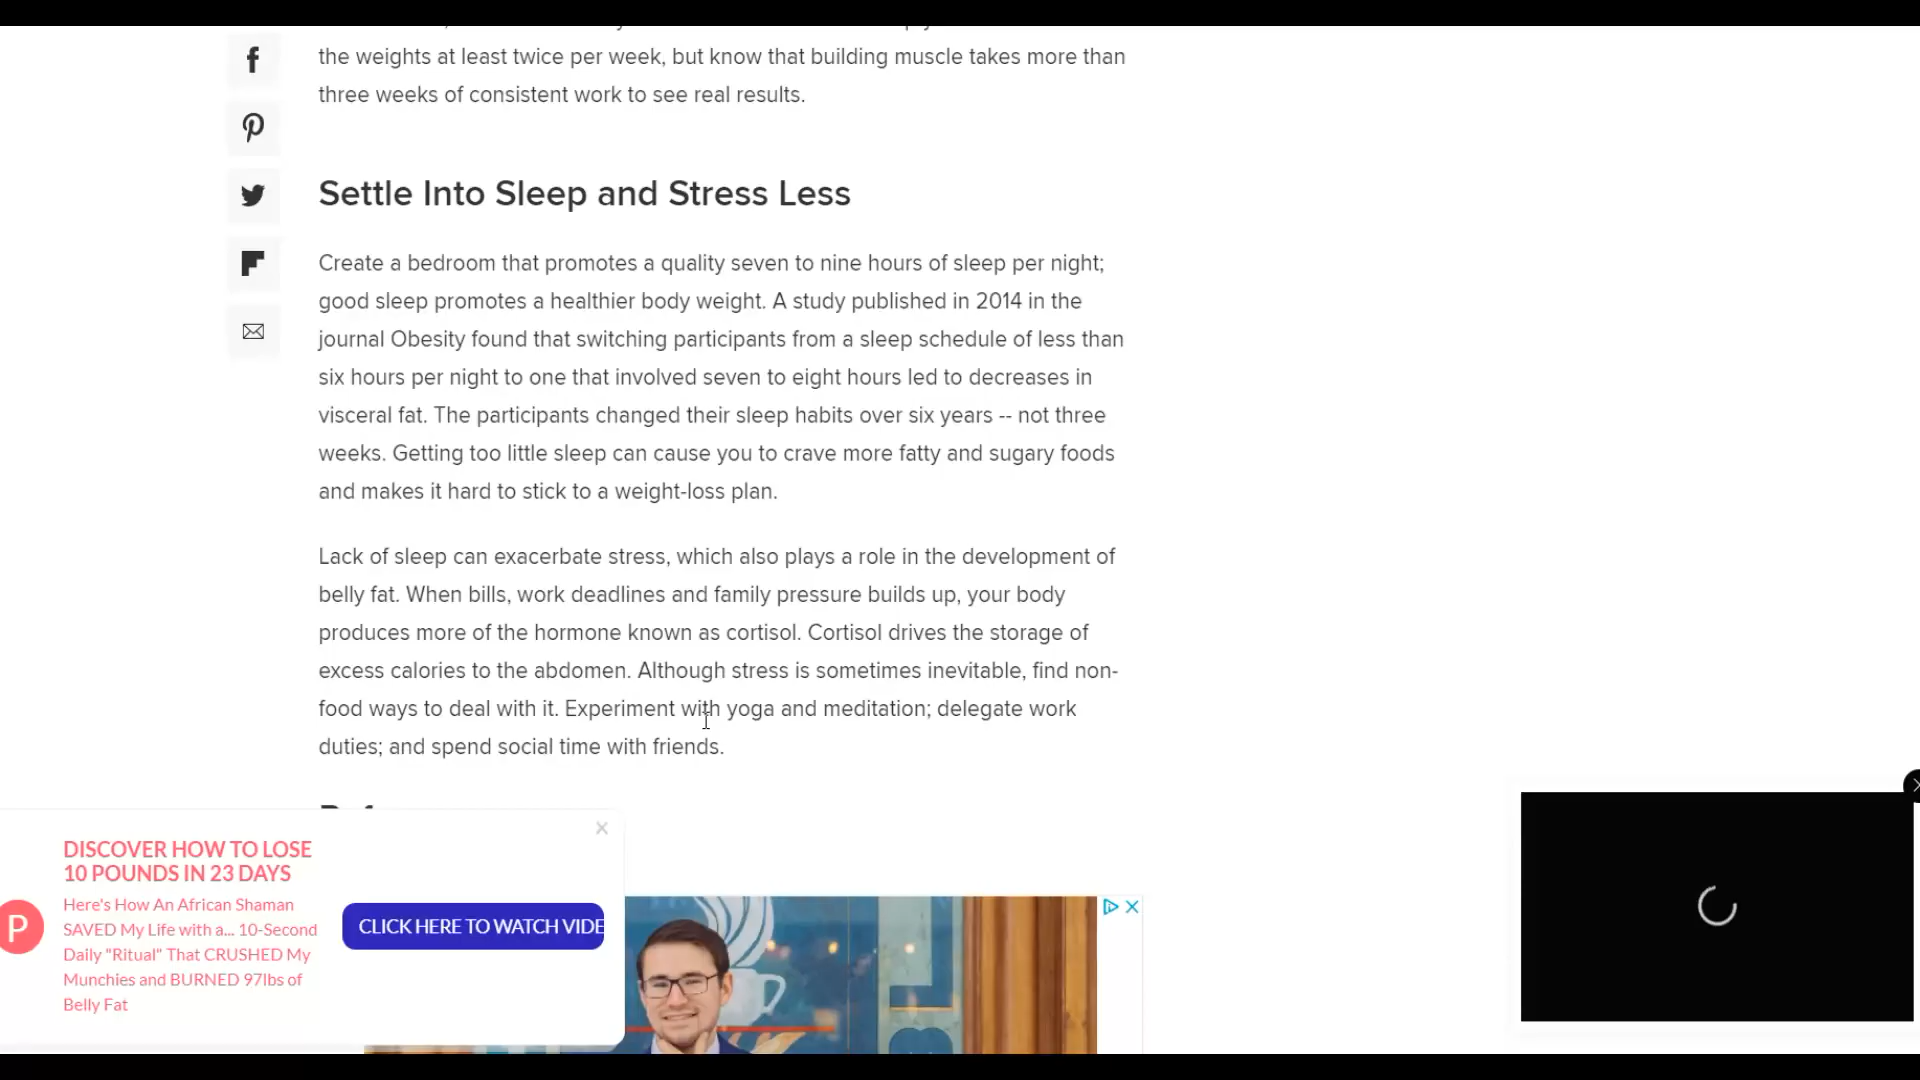 the weights at least twice per week, but know that building muscle takes more than
three weeks of consistent work to see real results.
Settle Into Sleep and Stress Less
Create a bedroom that promotes a quality seven to nine hours of sleep per night;
good sleep promotes a healthier body weight. A study published in 2014 in the
journal Obesity found that switching participants from a sleep schedule of less than
six hours per night to one that involved seven to eight hours led to decreases in
visceral fat. The participants changed their sleep habits over six years -- not three
weeks. Getting too little sleep can cause you to crave more fatty and sugary foods
and makes it hard to stick to a weight-loss plan.
Lack of sleep can exacerbate stress, which also plays a role in the development of
belly fat. When bills, work deadlines and family pressure builds up, your body
produces more of the hormone known as cortisol. Cortisol drives the storage of
excess calories to the abdomen. Although stress is sometimes inevitable, find non-
food ways to deal with it. Experiment with yoga and meditation; delegate work
duties; and spend social time with friends.
P
DISCOVER HOW TO LOSE
10 POUNDS IN 23 DAYS
Here's How An African Shaman
SAVED My Life with a... 10-Second
Daily "Ritual" That CRUSHED My
Munchies and BURNED 97lbs of
Belly Fat
CLICK HERE TO WATCH VIDE